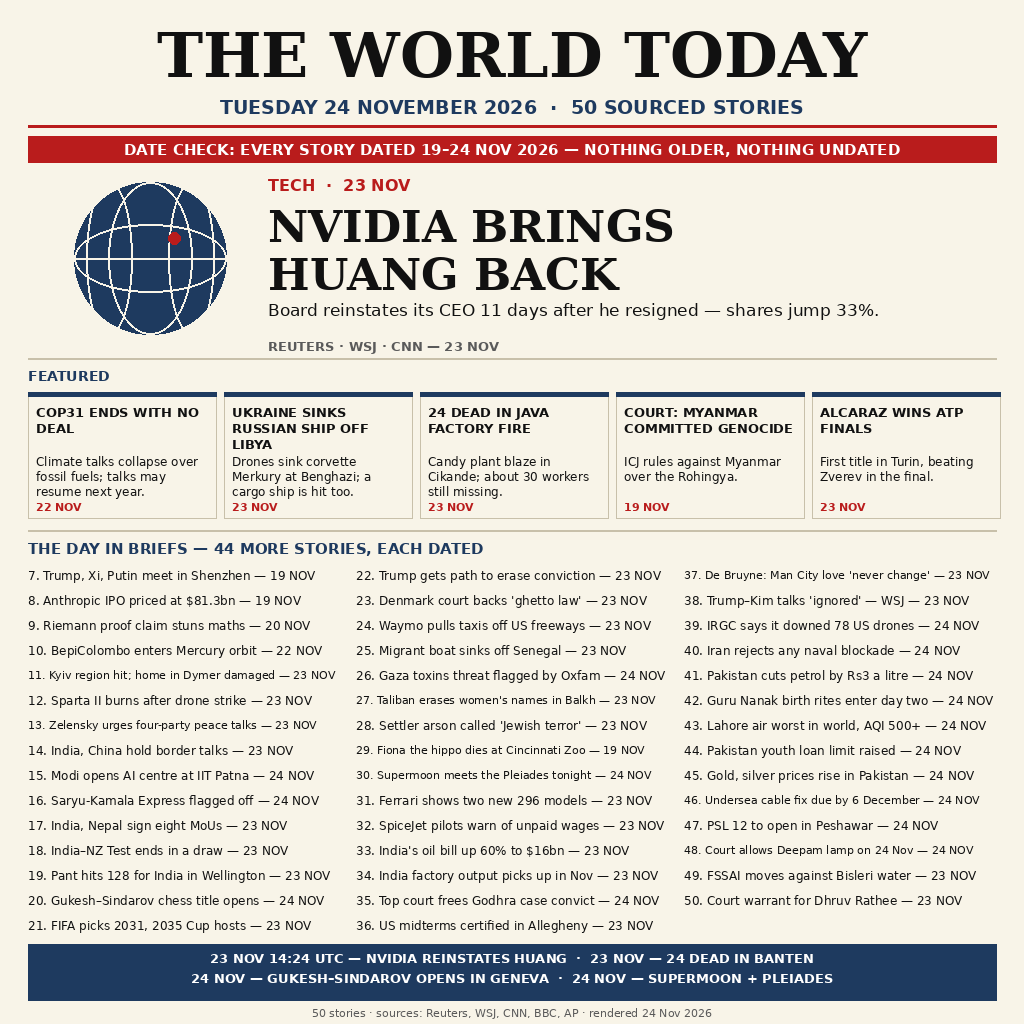 THE WORLD TODAY
TUESDAY 24 NOVEMBER 2026 · 50 SOURCED STORIES
DATE CHECK: EVERY STORY DATED 19–24 NOV 2026 — NOTHING OLDER, NOTHING UNDATED
TECH · 23 NOV
NVIDIA BRINGS
HUANG BACK
Board reinstates its CEO 11 days after he resigned — shares jump 33%.
REUTERS · WSJ · CNN — 23 NOV
FEATURED
COP31 ENDS WITH NO
DEAL
Climate talks collapse over
fossil fuels; talks may
resume next year.
22 NOV
UKRAINE SINKS
RUSSIAN SHIP OFF
LIBYA
Drones sink corvette
Merkury at Benghazi; a
cargo ship is hit too.
23 NOV
24 DEAD IN JAVA
FACTORY FIRE
Candy plant blaze in
Cikande; about 30 workers
still missing.
23 NOV
COURT: MYANMAR
COMMITTED GENOCIDE
ICJ rules against Myanmar
over the Rohingya.
19 NOV
ALCARAZ WINS ATP
FINALS
First title in Turin, beating
Zverev in the final.
23 NOV
THE DAY IN BRIEFS — 44 MORE STORIES, EACH DATED
7. Trump, Xi, Putin meet in Shenzhen — 19 NOV
8. Anthropic IPO priced at $81.3bn — 19 NOV
9. Riemann proof claim stuns maths — 20 NOV
10. BepiColombo enters Mercury orbit — 22 NOV
11. Kyiv region hit; home in Dymer damaged — 23 NOV
12. Sparta II burns after drone strike — 23 NOV
13. Zelensky urges four-party peace talks — 23 NOV
14. India, China hold border talks — 23 NOV
15. Modi opens AI centre at IIT Patna — 24 NOV
16. Saryu-Kamala Express flagged off — 24 NOV
17. India, Nepal sign eight MoUs — 23 NOV
18. India–NZ Test ends in a draw — 23 NOV
19. Pant hits 128 for India in Wellington — 23 NOV
20. Gukesh–Sindarov chess title opens — 24 NOV
21. FIFA picks 2031, 2035 Cup hosts — 23 NOV
22. Trump gets path to erase conviction — 23 NOV
23. Denmark court backs 'ghetto law' — 23 NOV
24. Waymo pulls taxis off US freeways — 23 NOV
25. Migrant boat sinks off Senegal — 23 NOV
26. Gaza toxins threat flagged by Oxfam — 24 NOV
27. Taliban erases women's names in Balkh — 23 NOV
28. Settler arson called 'Jewish terror' — 23 NOV
29. Fiona the hippo dies at Cincinnati Zoo — 19 NOV
30. Supermoon meets the Pleiades tonight — 24 NOV
31. Ferrari shows two new 296 models — 23 NOV
32. SpiceJet pilots warn of unpaid wages — 23 NOV
33. India's oil bill up 60% to $16bn — 23 NOV
34. India factory output picks up in Nov — 23 NOV
35. Top court frees Godhra case convict — 24 NOV
36. US midterms certified in Allegheny — 23 NOV
37. De Bruyne: Man City love 'never change' — 23 NOV
38. Trump–Kim talks 'ignored' — WSJ — 23 NOV
39. IRGC says it downed 78 US drones — 24 NOV
40. Iran rejects any naval blockade — 24 NOV
41. Pakistan cuts petrol by Rs3 a litre — 24 NOV
42. Guru Nanak birth rites enter day two — 24 NOV
43. Lahore air worst in world, AQI 500+ — 24 NOV
44. Pakistan youth loan limit raised — 24 NOV
45. Gold, silver prices rise in Pakistan — 24 NOV
46. Undersea cable fix due by 6 December — 24 NOV
47. PSL 12 to open in Peshawar — 24 NOV
48. Court allows Deepam lamp on 24 Nov — 24 NOV
49. FSSAI moves against Bisleri water — 23 NOV
50. Court warrant for Dhruv Rathee — 23 NOV
23 NOV 14:24 UTC — NVIDIA REINSTATES HUANG · 23 NOV — 24 DEAD IN BANTEN
24 NOV — GUKESH–SINDAROV OPENS IN GENEVA · 24 NOV — SUPERMOON + PLEIADES
50 stories · sources: Reuters, WSJ, CNN, BBC, AP · rendered 24 Nov 2026